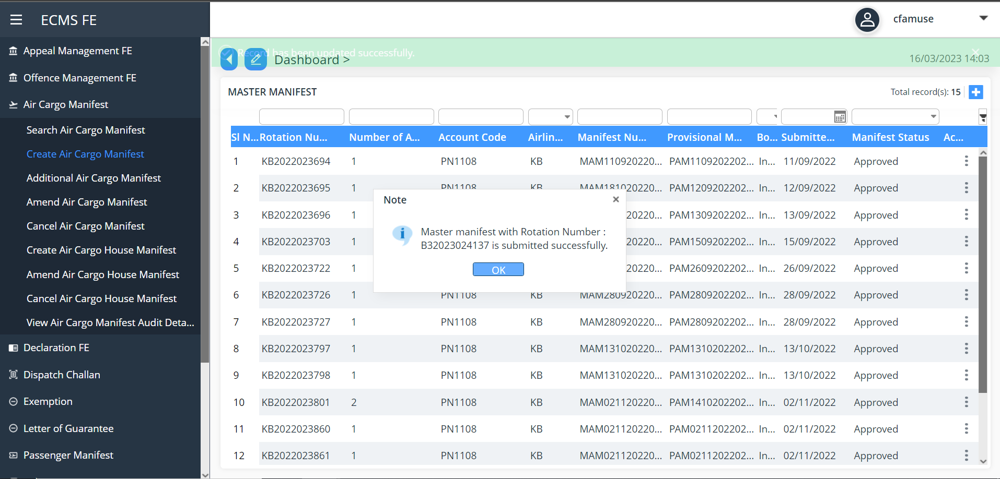 ECMS FE
cfamuse
Appeal Management FE
Offence Management FE
Air Cargo Manifest
Search Air Cargo Manifest
Create Air Cargo Manifest
Additional Air Cargo Manifest
Amend Air Cargo Manifest
Cancel Air Cargo Manifest
Create Air Cargo House Manifest
Amend Air Cargo House Manifest
Cancel Air Cargo House Manifest
View Air Cargo Manifest Audit Deta...
Declaration FE
Dispatch Challan
Exemption
Letter of Guarantee
Passenger Manifest
Record has been updated successfully.
Dashboard >
16/03/2023 14:03
MASTER MANIFEST
Total record(s): 15
Sl N... Rotation Nu... Number of A... Account Code Airlin... Manifest Nu... Provisional M... Bo... Submitte... Manifest Status Ac...
1 KB2022023694 1 PN1108 KB MAM110920220... PAM1109202202... In... 11/09/2022 Approved
2 KB2022023695 1 PN1108 KB MAM181020220... PAM1209202202... In... 12/09/2022 Approved
3 KB2022023696 1 20220... PAM1309202202... In... 13/09/2022 Approved
4 KB2022023703 1 20220... PAM1509202202... In... 15/09/2022 Approved
5 KB2022023722 1 20220... PAM2609202202... In... 26/09/2022 Approved
6 KB2022023726 1 PN1108 KB MAM280920220... PAM2809202202... In... 28/09/2022 Approved
7 KB2022023727 1 PN1108 KB MAM280920220... PAM2809202202... In... 28/09/2022 Approved
8 KB2022023797 1 PN1108 KB MAM131020220... PAM1310202202... In... 13/10/2022 Approved
9 KB2022023798 1 PN1108 KB MAM131020220... PAM1310202202... In... 13/10/2022 Approved
10 KB2022023801 2 PN1108 KB MAM021120220... PAM1410202202... In... 02/11/2022 Approved
11 KB2022023860 1 PN1108 KB MAM021120220... PAM0211202202... In... 02/11/2022 Approved
12 KB2022023861 1 PN1108 KB MAM021120220... PAM0211202202... In... 02/11/2022 Approved
Note
Master manifest with Rotation Number :
B32023024137 is submitted successfully.
OK